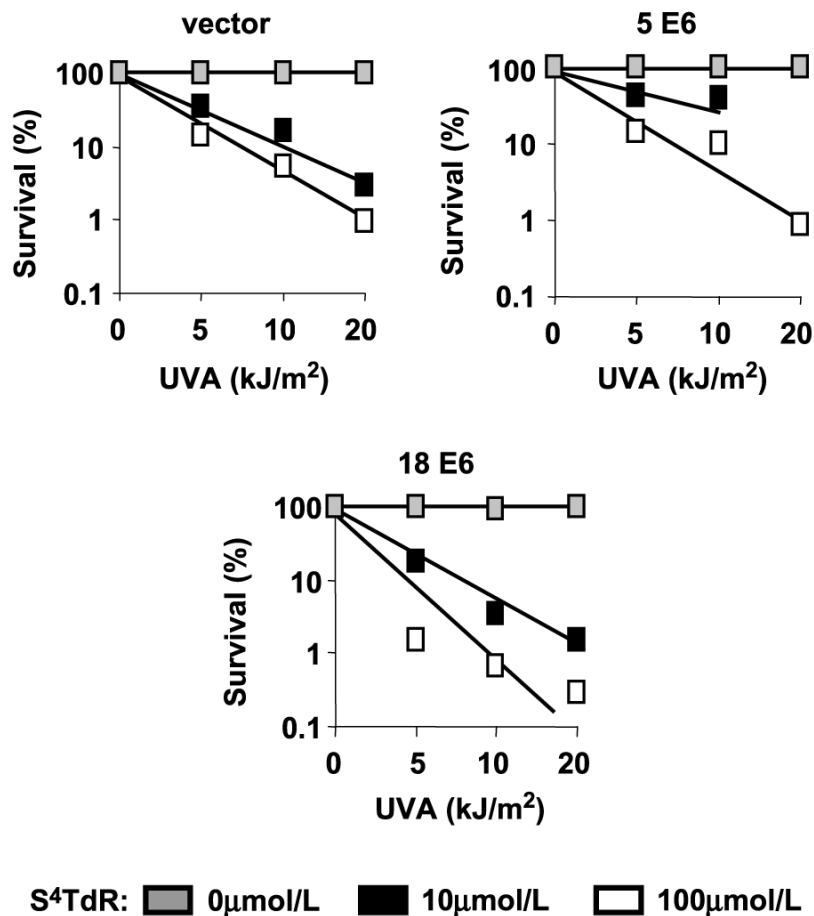 vector
100
10
1
0.1
Survival (%)
0 5 10 20
UVA (kJ/m²)
5 E6
100
10
1
0.1
Survival (%)
0 5 10 20
UVA (kJ/m²)
18 E6
100
10
1
0.1
Survival (%)
0 5 10 20
UVA (kJ/m²)
S⁴TdR: 0μmol/L 10μmol/L 100μmol/L